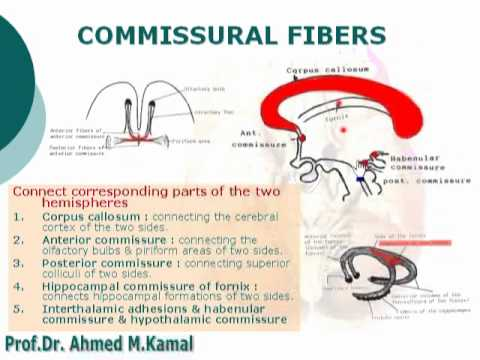 COMMISSURAL FIBERS
Olfactory bulb
Olfactory Tract
Anterior fibers of
anterior commissure
Posterior fibers of
anterior commissure
Piriform area
Corpus callosum
fornix
Ant.
commissure
Habenular
commissure
post. commissure
Connect corresponding parts of the two
hemispheres
1. Corpus callosum : connecting the cerebral
cortex of the two sides.
2. Anterior commissure : connecting the
olfactory bulbs & piriform areas of two sides.
3. Posterior commissure : connecting superior
colliculi of two sides.
4. Hippocampal commissure of fornix :
connects hippocampal formations of two sides.
5. Interthalamic adhesions & habenular
commissure & hypothalamic commissure
Prof.Dr. Ahmed M.Kamal